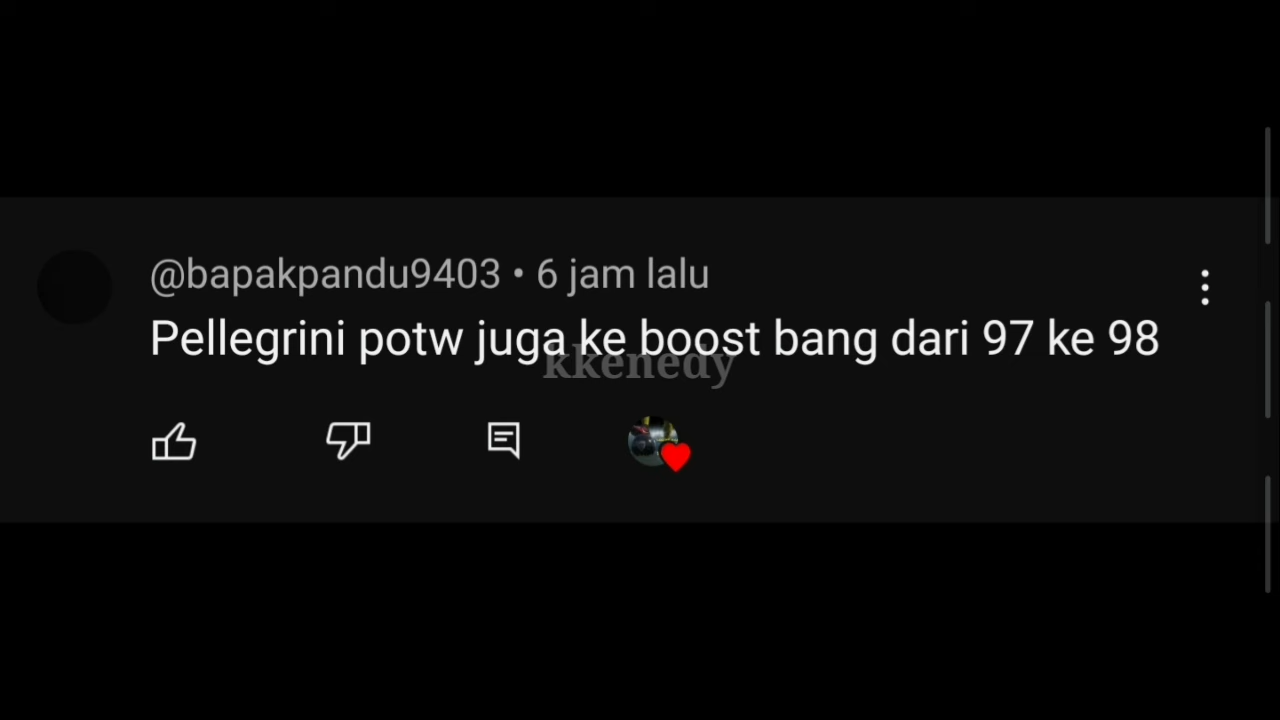 @bapakpandu9403 • 6 jam lalu
Pellegrini potw juga ke boost bang dari 97 ke 98
kkenedy